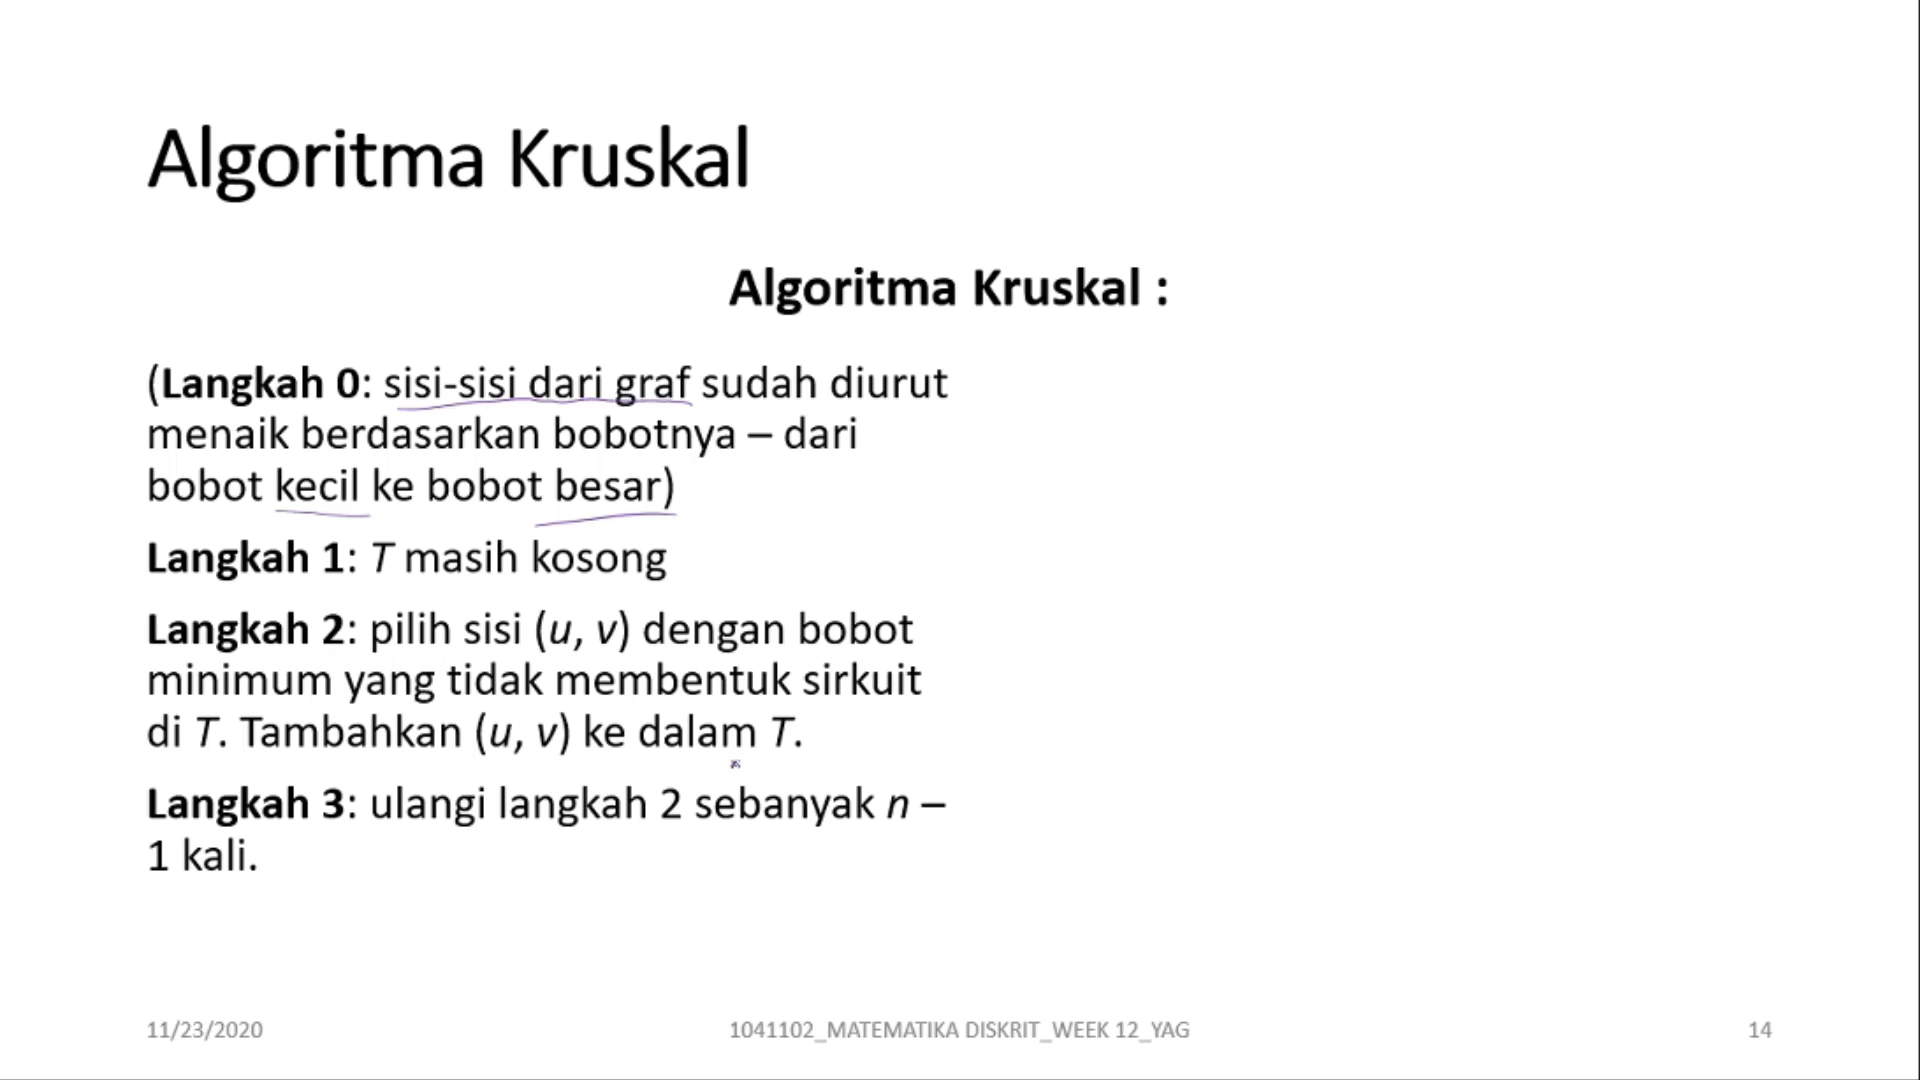 Algoritma Kruskal
Algoritma Kruskal :
(Langkah 0: sisi-sisi dari graf sudah diurut
menaik berdasarkan bobotnya – dari
bobot kecil ke bobot besar)
Langkah 1: T masih kosong
Langkah 2: pilih sisi (u, v) dengan bobot
minimum yang tidak membentuk sirkuit
di T. Tambahkan (u, v) ke dalam T.
Langkah 3: ulangi langkah 2 sebanyak n –
1 kali.
11/23/2020
1041102_MATEMATIKA DISKRIT_WEEK 12_YAG
14